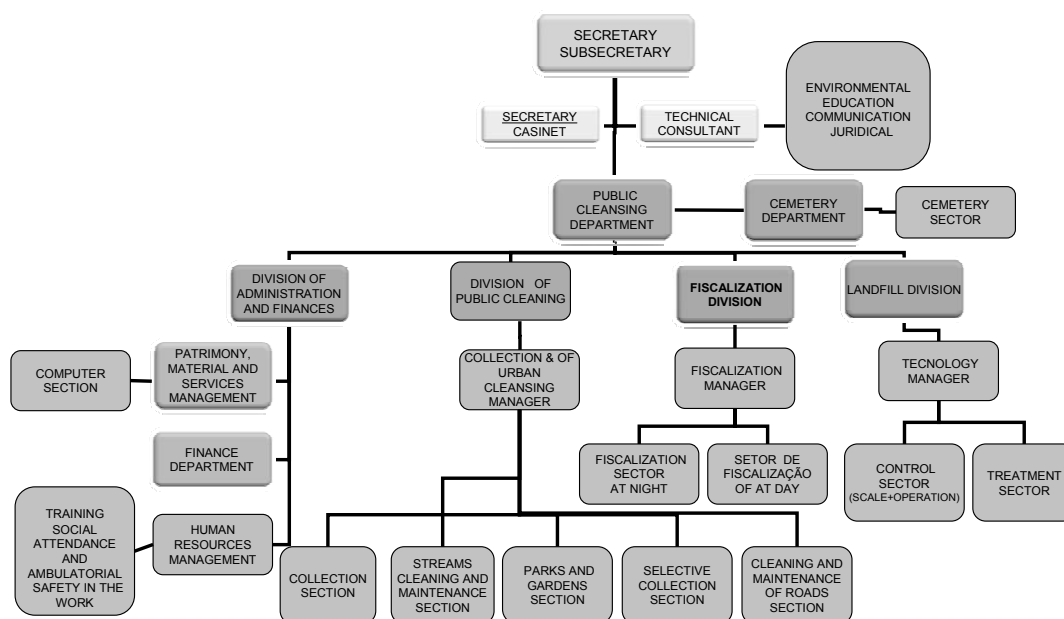 SECRETARY
SUBSECRETARY
SECRETARY
CASINET
TECHNICAL
CONSULTANT
ENVIRONMENTAL
EDUCATION
COMMUNICATION
JURIDICAL
PUBLIC
CLEANSING
DEPARTMENT
CEMETERY
DEPARTMENT
CEMETERY
SECTOR
DIVISION OF
ADMINISTRATION
AND FINANCES
DIVISION OF
PUBLIC CLEANING
FISCALIZATION
DIVISION
LANDFILL DIVISION
COMPUTER
SECTION
PATRIMONY,
MATERIAL AND
SERVICES
MANAGEMENT
COLLECTION & OF
URBAN
CLEANSING
MANAGER
FISCALIZATION
MANAGER
TECNOLOGY
MANAGER
FINANCE
DEPARTMENT
FISCALIZATION
SECTOR
AT NIGHT
SETOR DE
FISCALIZAÇÃO
OF AT DAY
CONTROL
SECTOR
(SCALE+OPERATION)
TREATMENT
SECTOR
TRAINING
SOCIAL
ATTENDANCE
AND
AMBULATORIAL
SAFETY IN THE
WORK
HUMAN
RESOURCES
MANAGEMENT
COLLECTION
SECTION
STREAMS
CLEANING AND
MAINTENANCE
SECTION
PARKS AND
GARDENS
SECTION
SELECTIVE
COLLECTION
SECTION
CLEANING AND
MAINTENANCE
OF ROADS
SECTION